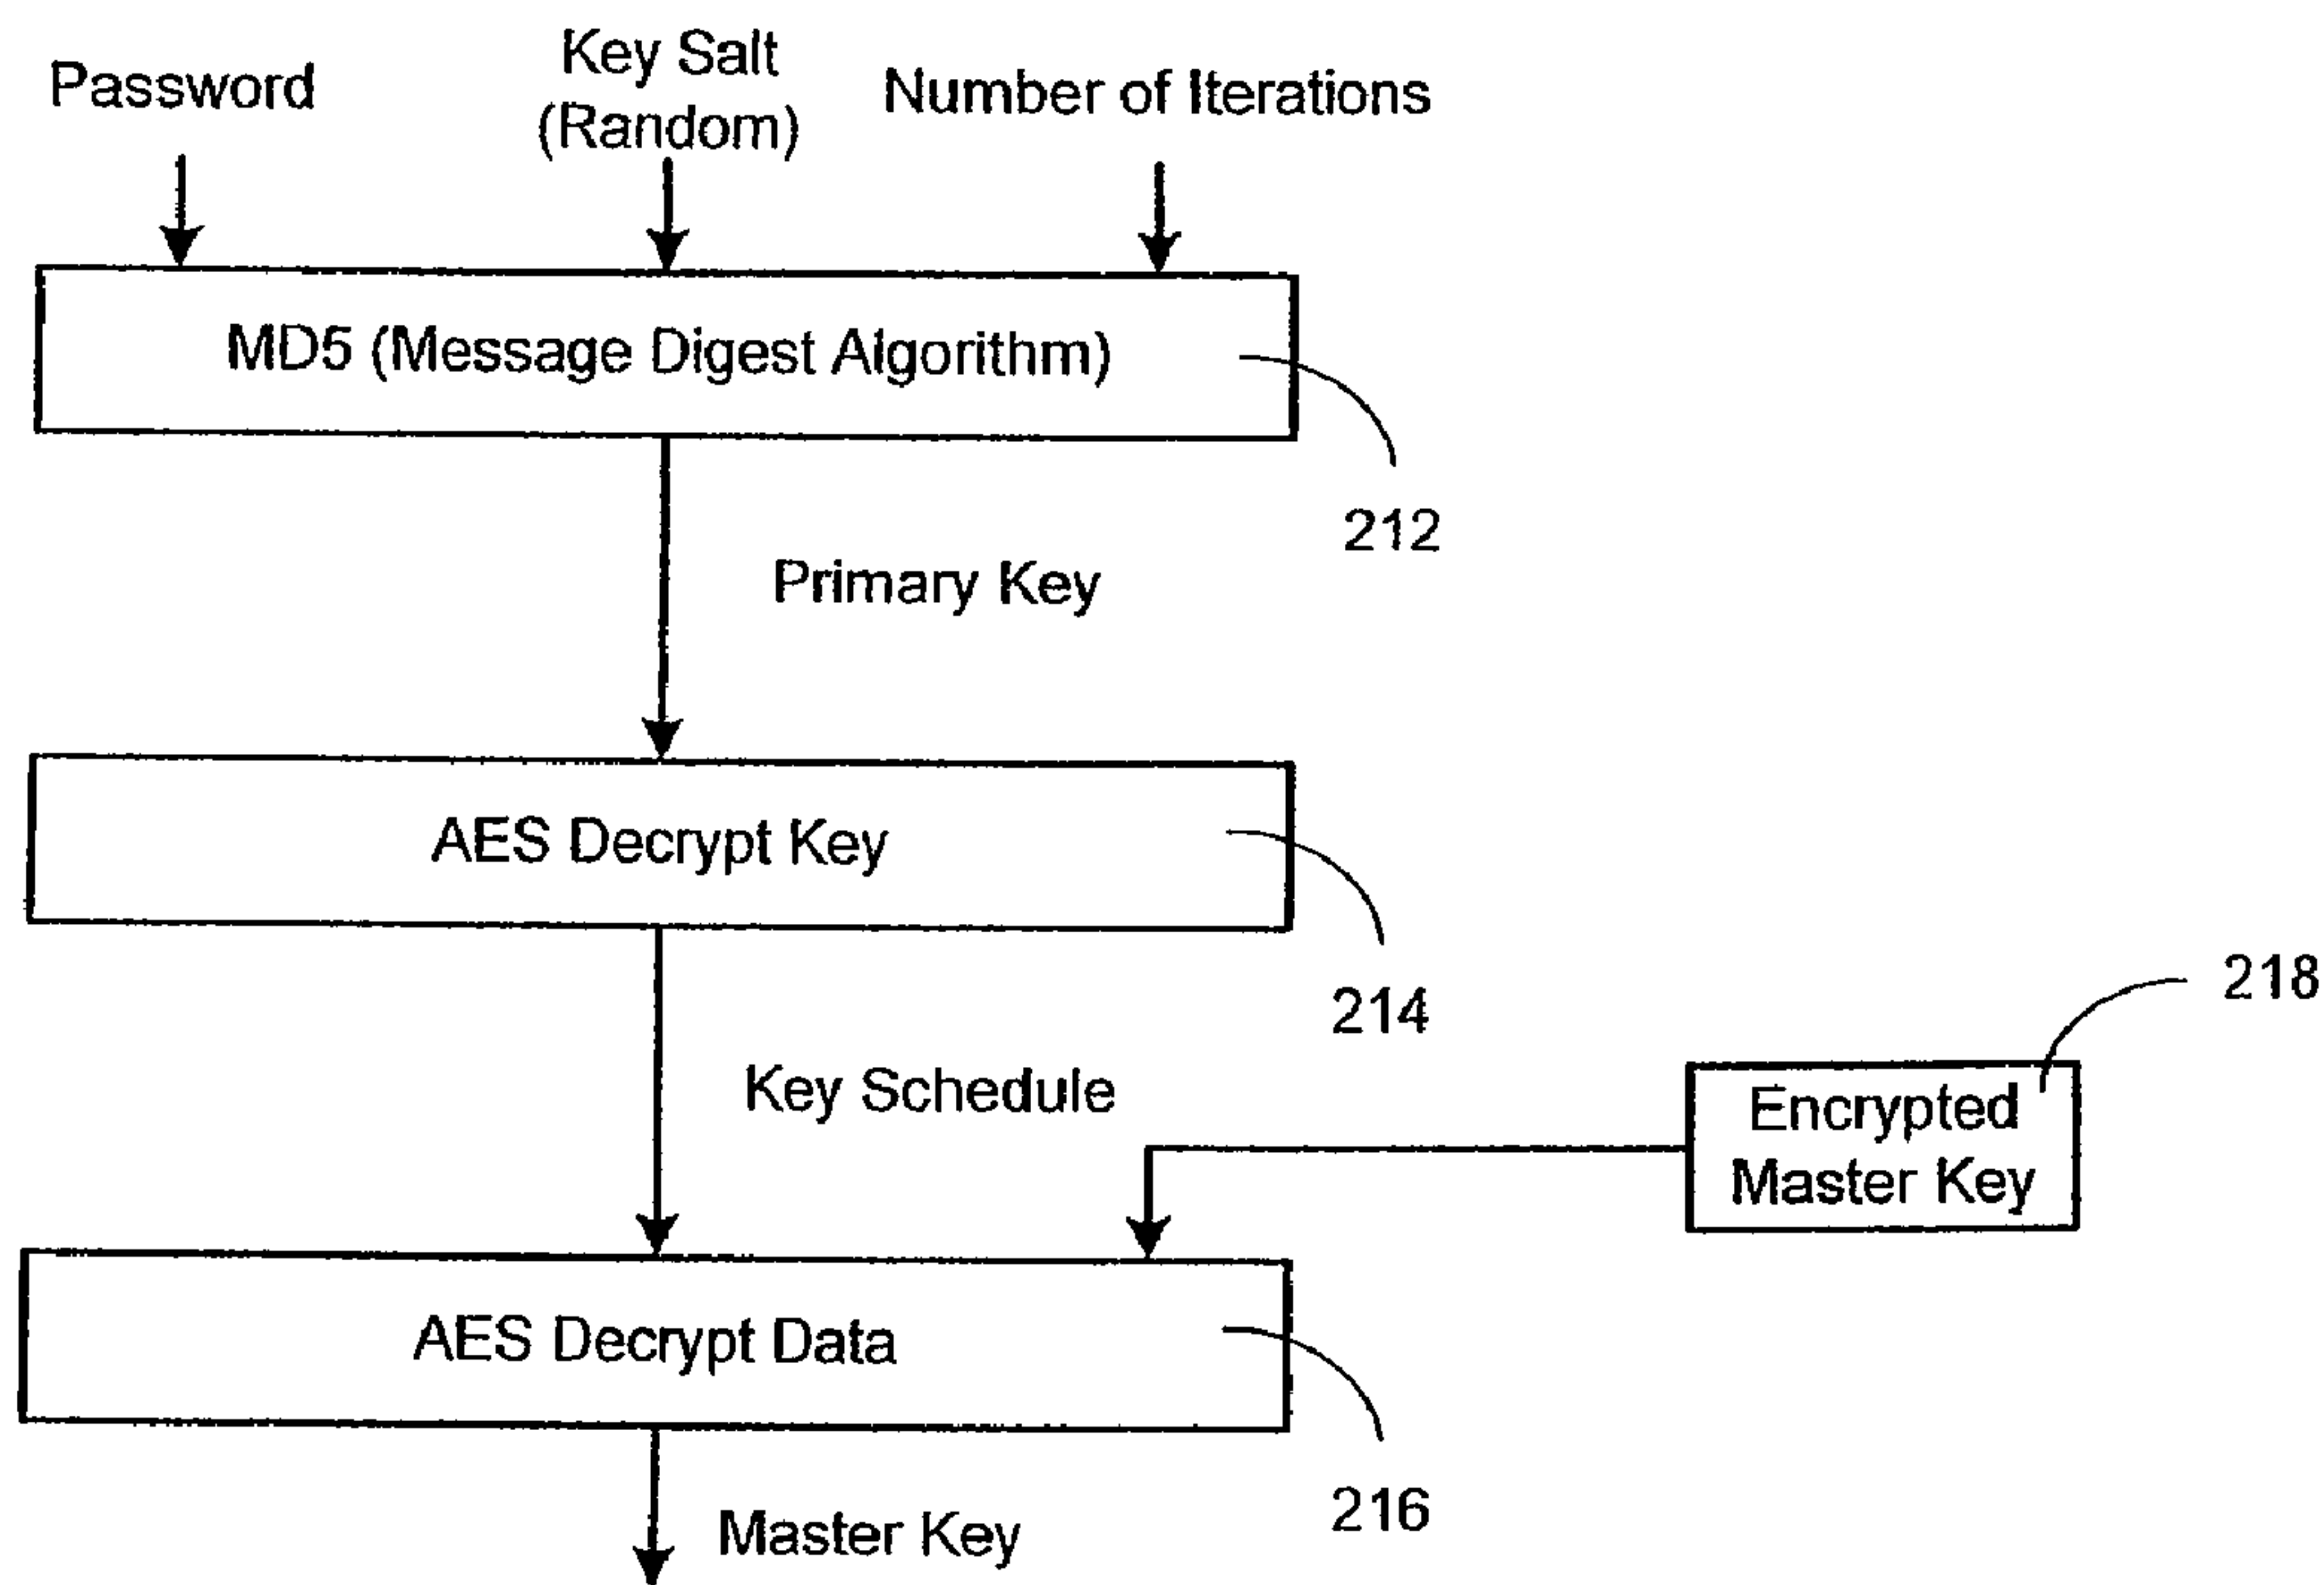 Password
Key Salt
(Random)
Number of Iterations
MD5 (Message Digest Algorithm)
212
Primary Key
AES Decrypt Key
214
218
Key Schedule
Encrypted
Master Key
AES Decrypt Data
216
Master Key